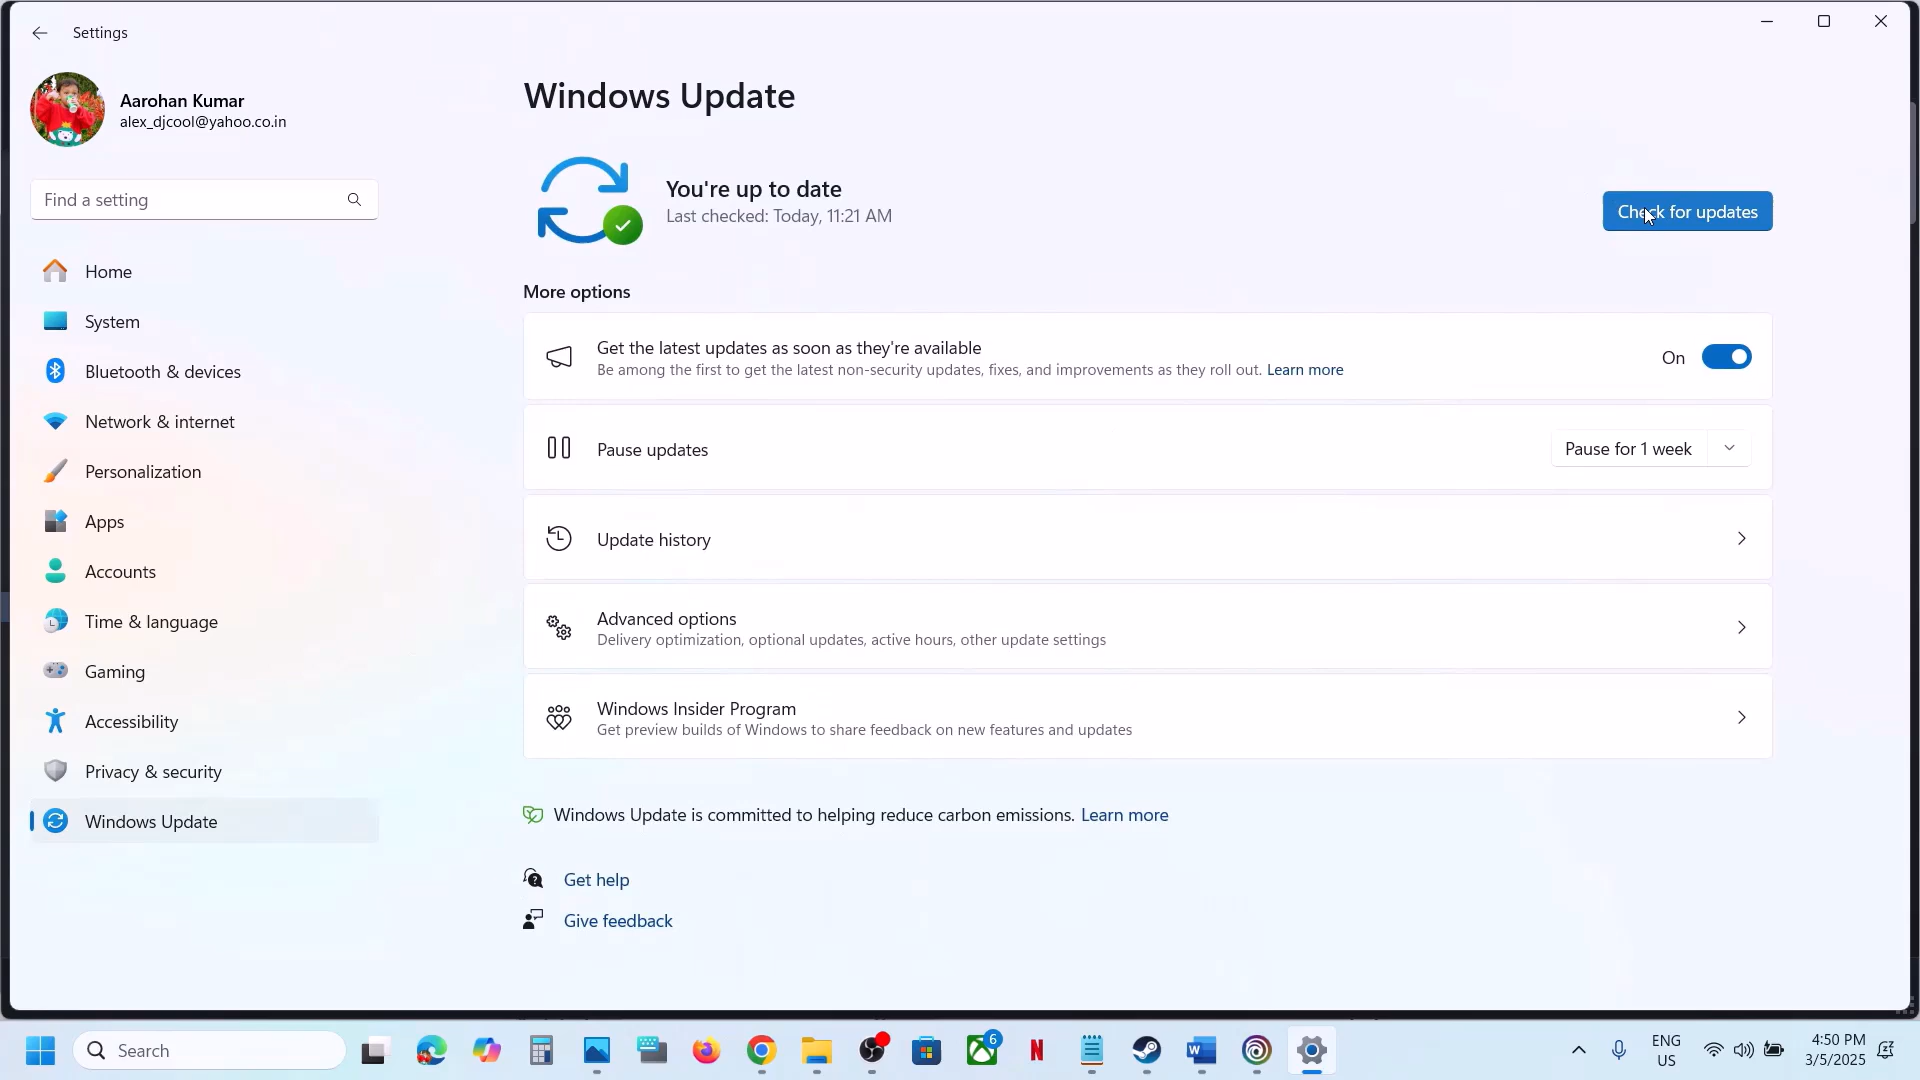 Settings
Aarohan Kumar
alex_djcool@yahoo.co.in
Find a setting
Home
System
Bluetooth & devices
Network & internet
Personalization
Apps
Accounts
Time & language
Gaming
Accessibility
Privacy & security
Windows Update
Windows Update
You're up to date
Last checked: Today, 11:21 AM
Check for updates
More options
Get the latest updates as soon as they're available
Be among the first to get the latest non-security updates, fixes, and improvements as they roll out. Learn more
On
Pause updates
Pause for 1 week
Update history
Advanced options
Delivery optimization, optional updates, active hours, other update settings
Windows Insider Program
Get preview builds of Windows to share feedback on new features and updates
Windows Update is committed to helping reduce carbon emissions. Learn more
Get help
Give feedback
Search
6
ENG
US
4:50 PM
3/5/2025